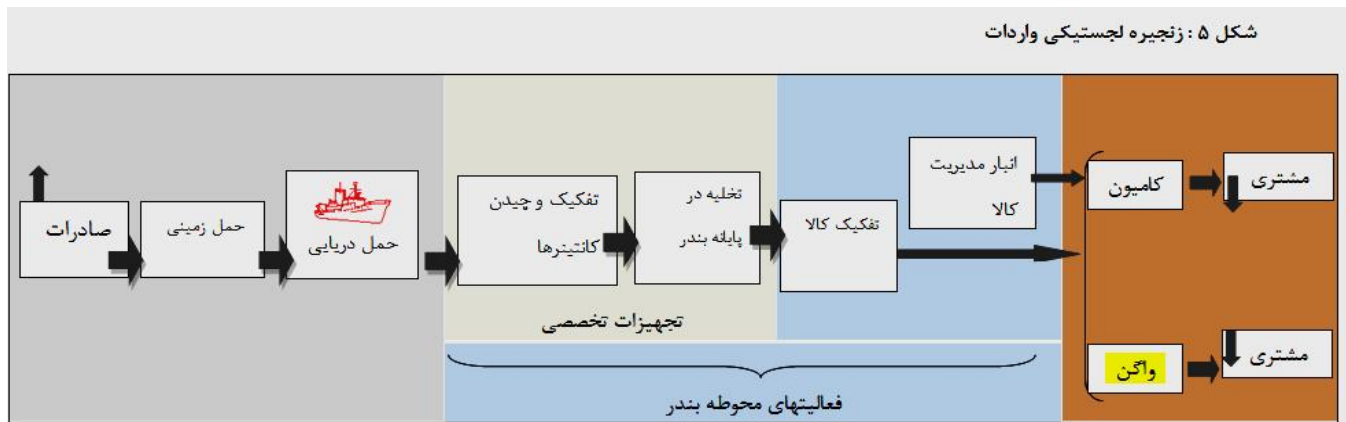 شکل ۵ : زنجیره لجستیکی واردات
صادرات
حمل زمینی
حمل دریایی
تفکیک و چیدن
کانتینرها
تخلیه در
پایانه بندر
تفکیک کالا
انبار مدیریت
کالا
کامیون
مشتری
واگن
مشتری
تجهیزات تخصصی
فعالیتهای محوطه بندر